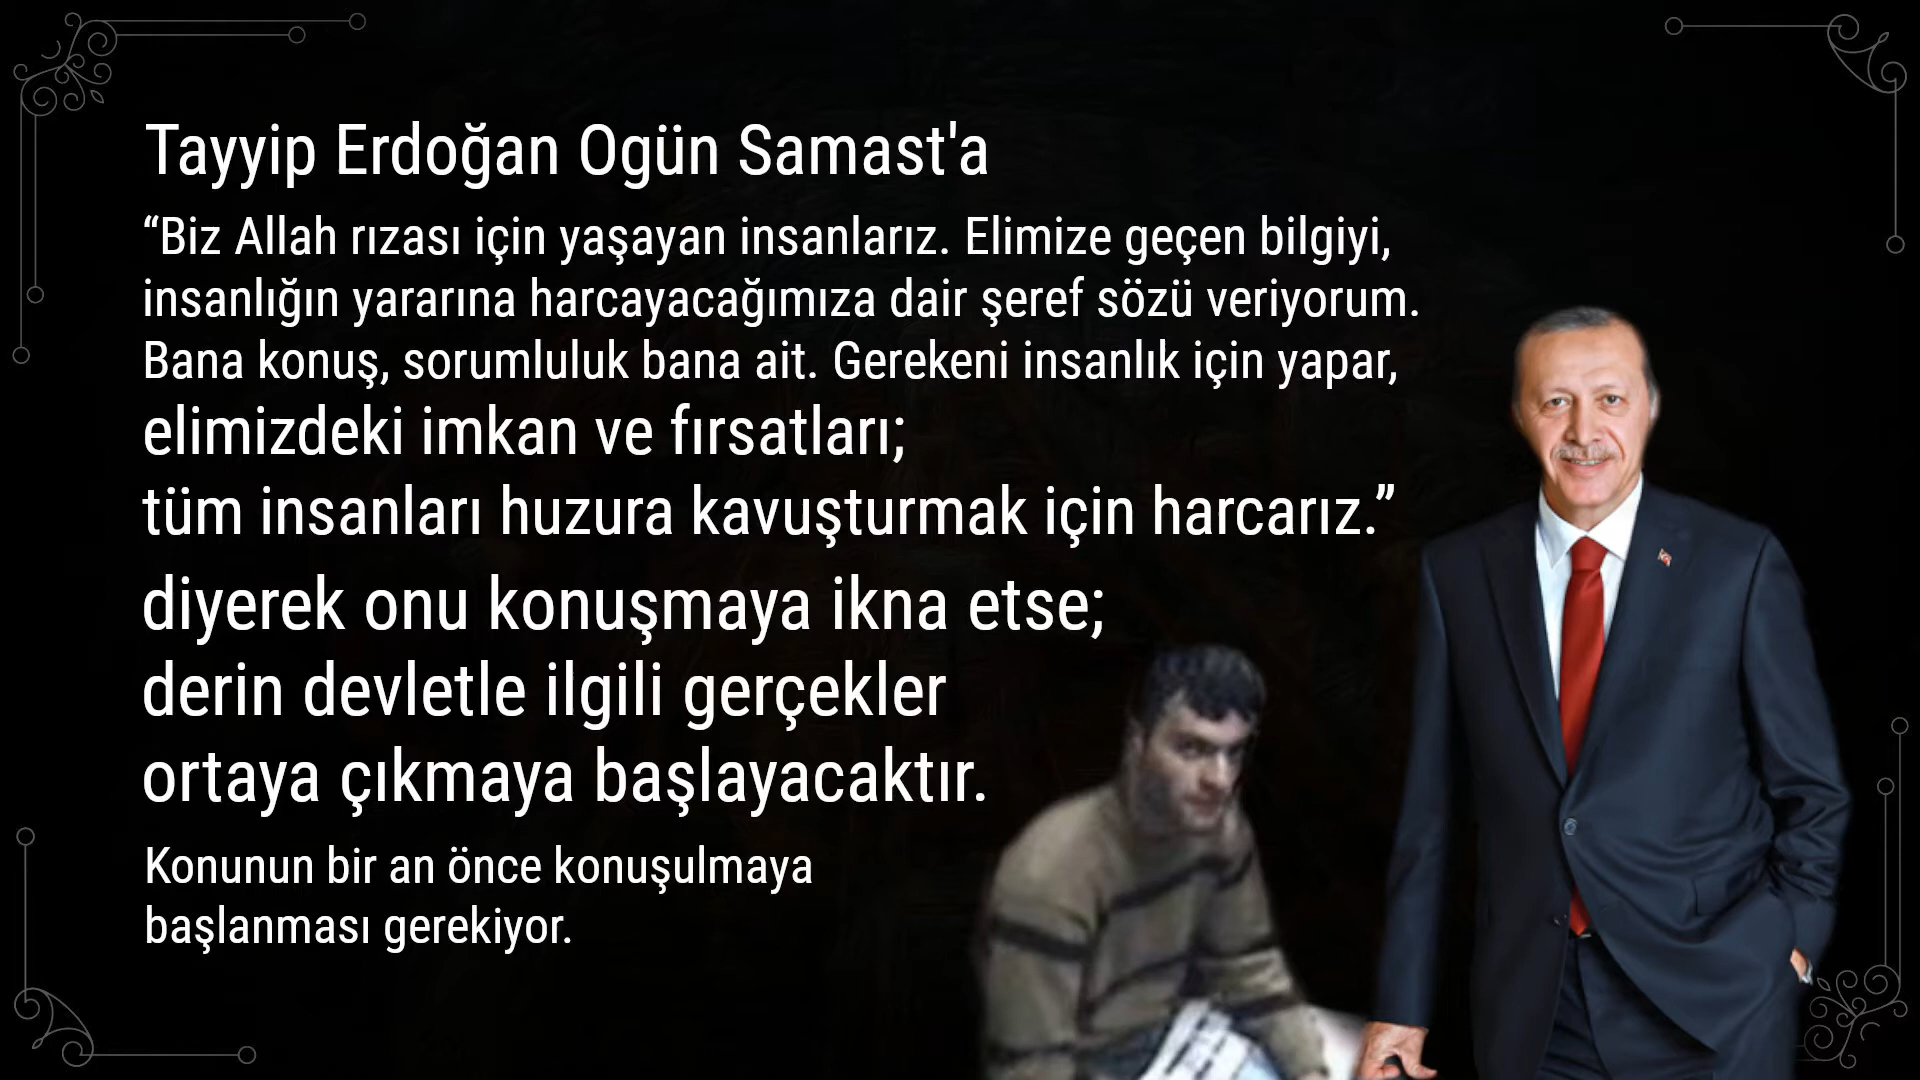 Tayyip Erdoğan Ogün Samast'a
“Biz Allah rızası için yaşayan insanlarız. Elimize geçen bilgiyi,
insanlığın yararına harcayacağımıza dair şeref sözü veriyorum.
Bana konuş, sorumluluk bana ait. Gerekeni insanlık için yapar,
elimizdeki imkan ve fırsatları;
tüm insanları huzura kavuşturmak için harcarız.”
diyerek onu konuşmaya ikna etse;
derin devletle ilgili gerçekler
ortaya çıkmaya başlayacaktır.
Konunun bir an önce konuşulmaya
başlanması gerekiyor.